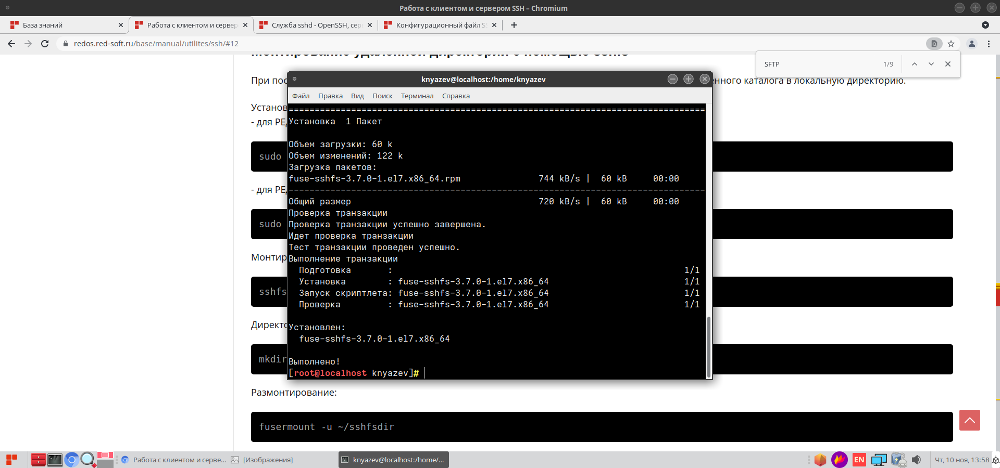 Работа с клиентом и сервером SSH – Chromium
База знаний
Работа с клиентом и сервер
Служба sshd - OpenSSH, сер
Конфигурационный файл S
redos.red-soft.ru/base/manual/utilites/ssh/#12
SFTP 1/9
При пос
енного каталога в локальную директорию.
Установ
- для РЕД
sudo
- для РЕД
sudo
Монтир
sshfs
Директо
mkdir
Размонтирование:
fusermount -u ~/sshfsdir
knyazev@localhost:/home/knyazev
Файл Правка Вид Поиск Терминал Справка
================================================================================
Установка  1 Пакет
Объем загрузки: 60 k
Объем изменений: 122 k
Загрузка пакетов:
fuse-sshfs-3.7.0-1.el7.x86_64.rpm 744 kB/s | 60 kB 00:00
--------------------------------------------------------------------------------
Общий размер 720 kB/s | 60 kB 00:00
Проверка транзакции
Проверка транзакции успешно завершена.
Идет проверка транзакции
Тест транзакции проведен успешно.
Выполнение транзакции
Подготовка : 1/1
Установка : fuse-sshfs-3.7.0-1.el7.x86_64 1/1
Запуск скриптлета: fuse-sshfs-3.7.0-1.el7.x86_64 1/1
Проверка : fuse-sshfs-3.7.0-1.el7.x86_64 1/1
Установлен:
fuse-sshfs-3.7.0-1.el7.x86_64
Выполнено!
[root@localhost knyazev]#
Работа с клиентом и серве...
[Изображения]
knyazev@localhost:/home/...
EN
Чт, 10 ноя, 13:58